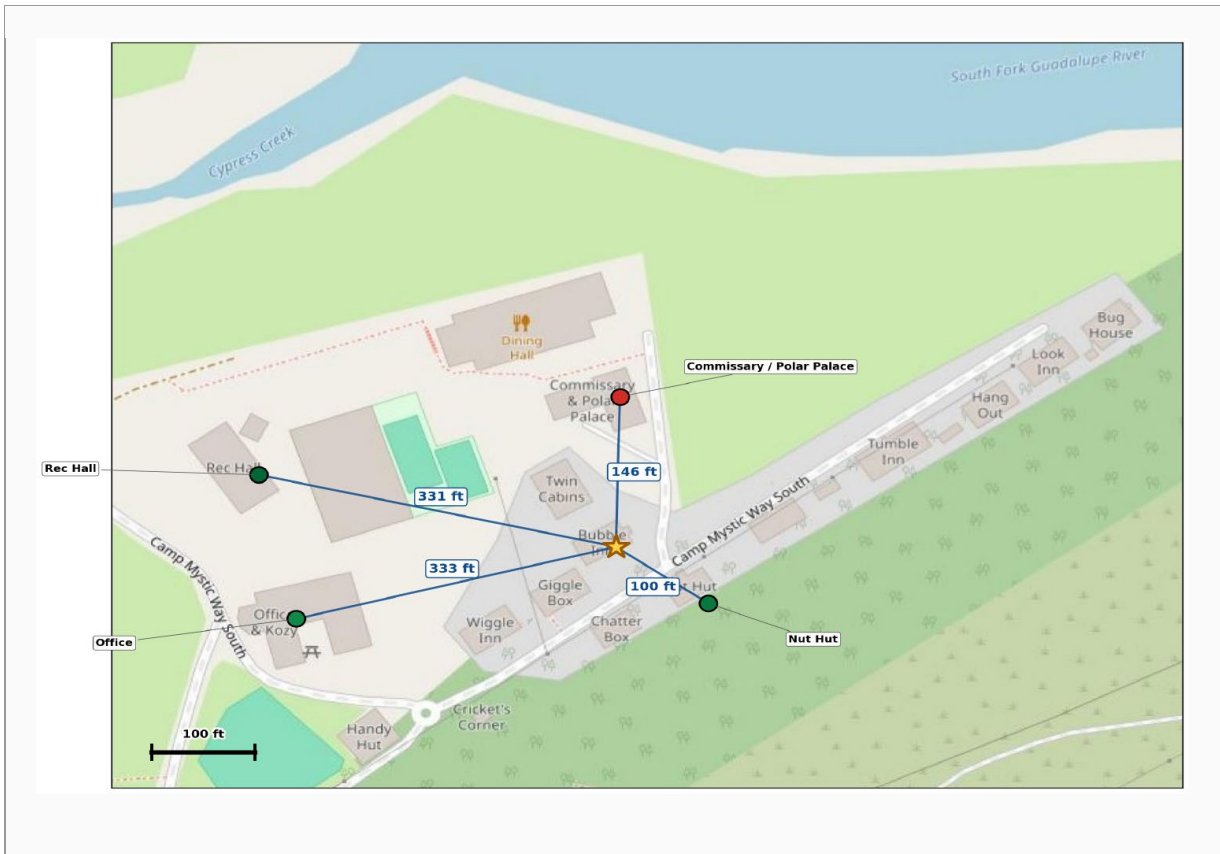 South Fork Guadalupe River
Cypress Creek
Bug
House
Dining
Hall
Look
Inn
Commissary / Polar Palace
Commissary
& Polar
Palace
Hang
Out
Tumble
Inn
Rec Hall
Rec Hall
146 ft
Twin
Cabins
331 ft
Camp Mystic Way South
Bubble
Inn
333 ft
100 ft
Giggle
Box
Hut
Camp Mystic Way South
Office
Office
& Kozy
Wiggle
Inn
Chatter
Box
Nut Hut
Cricket's
Corner
Handy
Hut
100 ft